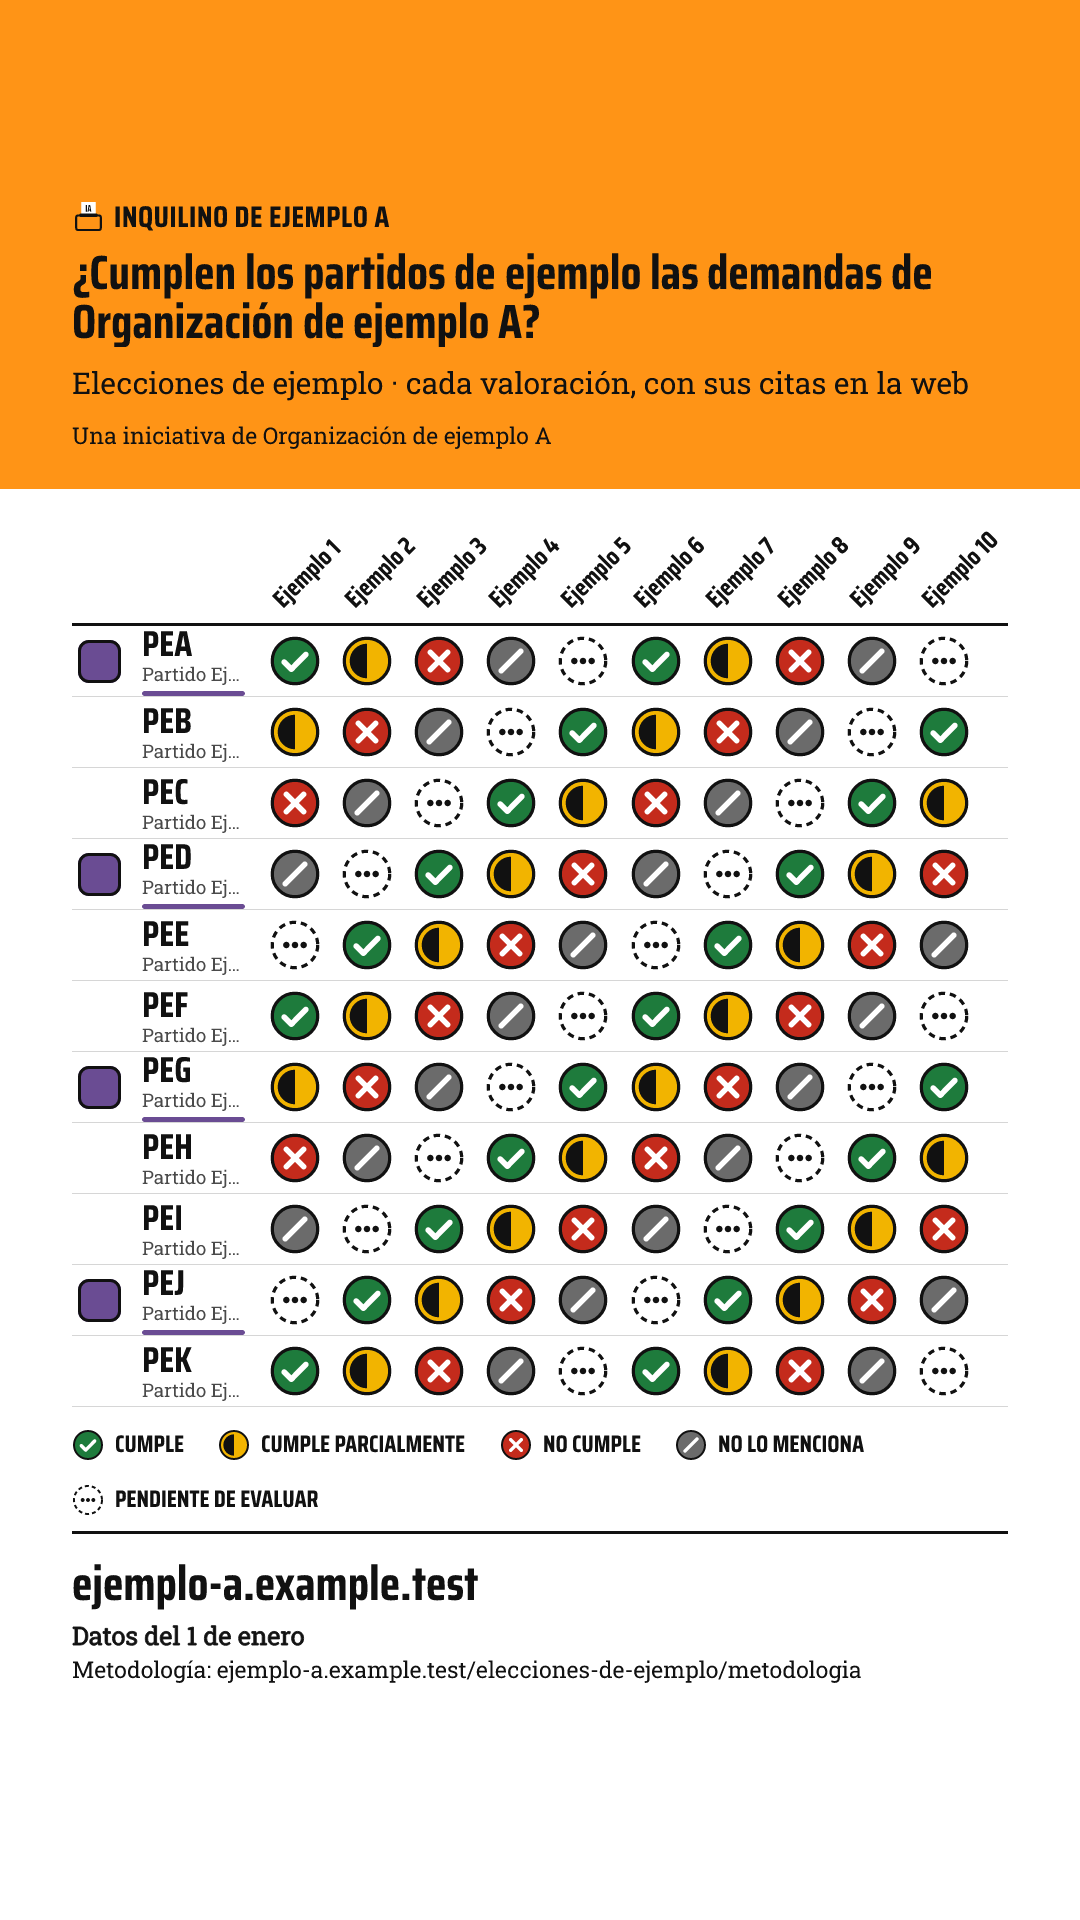 IA
INQUILINO DE EJEMPLO A
¿Cumplen los partidos de ejemplo las demandas de
Organización de ejemplo A?
Elecciones de ejemplo · cada valoración, con sus citas en la web
Una iniciativa de Organización de ejemplo A
Ejemplo 1
Ejemplo 2
Ejemplo 3
Ejemplo 4
Ejemplo 5
Ejemplo 6
Ejemplo 7
Ejemplo 8
Ejemplo 9
Ejemplo 10
PEA
Partido Ej...
PEB
Partido Ej...
PEC
Partido Ej...
PED
Partido Ej...
PEE
Partido Ej...
PEF
Partido Ej...
PEG
Partido Ej...
PEH
Partido Ej...
PEI
Partido Ej...
PEJ
Partido Ej...
PEK
Partido Ej...
CUMPLE
CUMPLE PARCIALMENTE
NO CUMPLE
NO LO MENCIONA
PENDIENTE DE EVALUAR
ejemplo-a.example.test
Datos del 1 de enero
Metodología: ejemplo-a.example.test/elecciones-de-ejemplo/metodologia